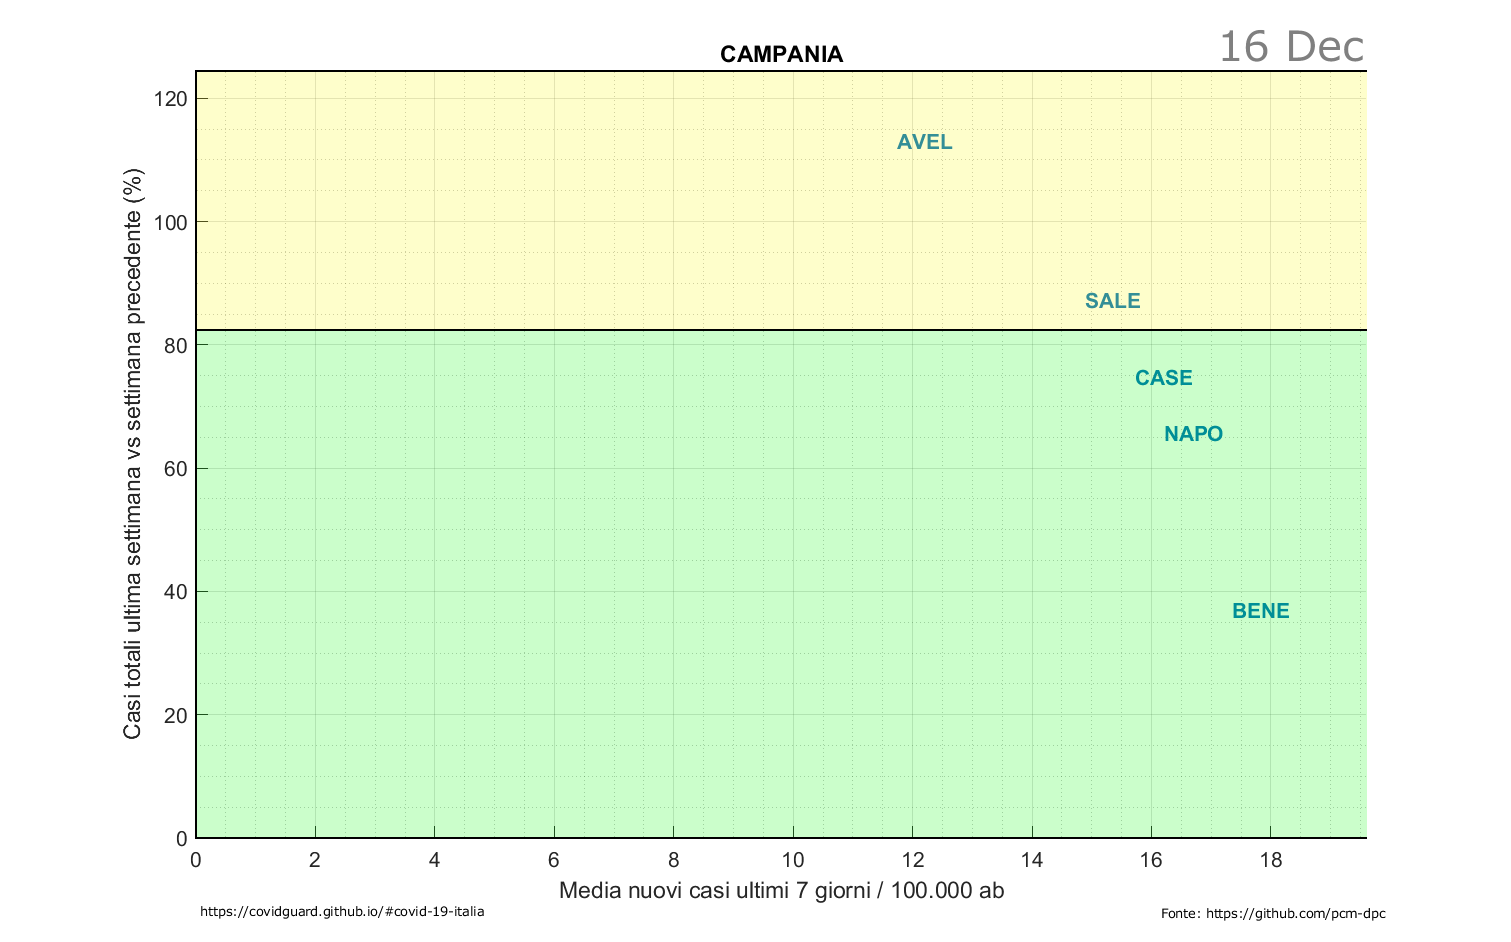 16 Dec
CAMPANIA
120
100
80
60
40
20
0
Casi totali ultima settimana vs settimana precedente (%)
AVEL
SALE
CASE
NAPO
BENE
0 2 4 6 8 10 12 14 16 18
Media nuovi casi ultimi 7 giorni / 100.000 ab
https://covidguard.github.io/#covid-19-italia
Fonte: https://github.com/pcm-dpc